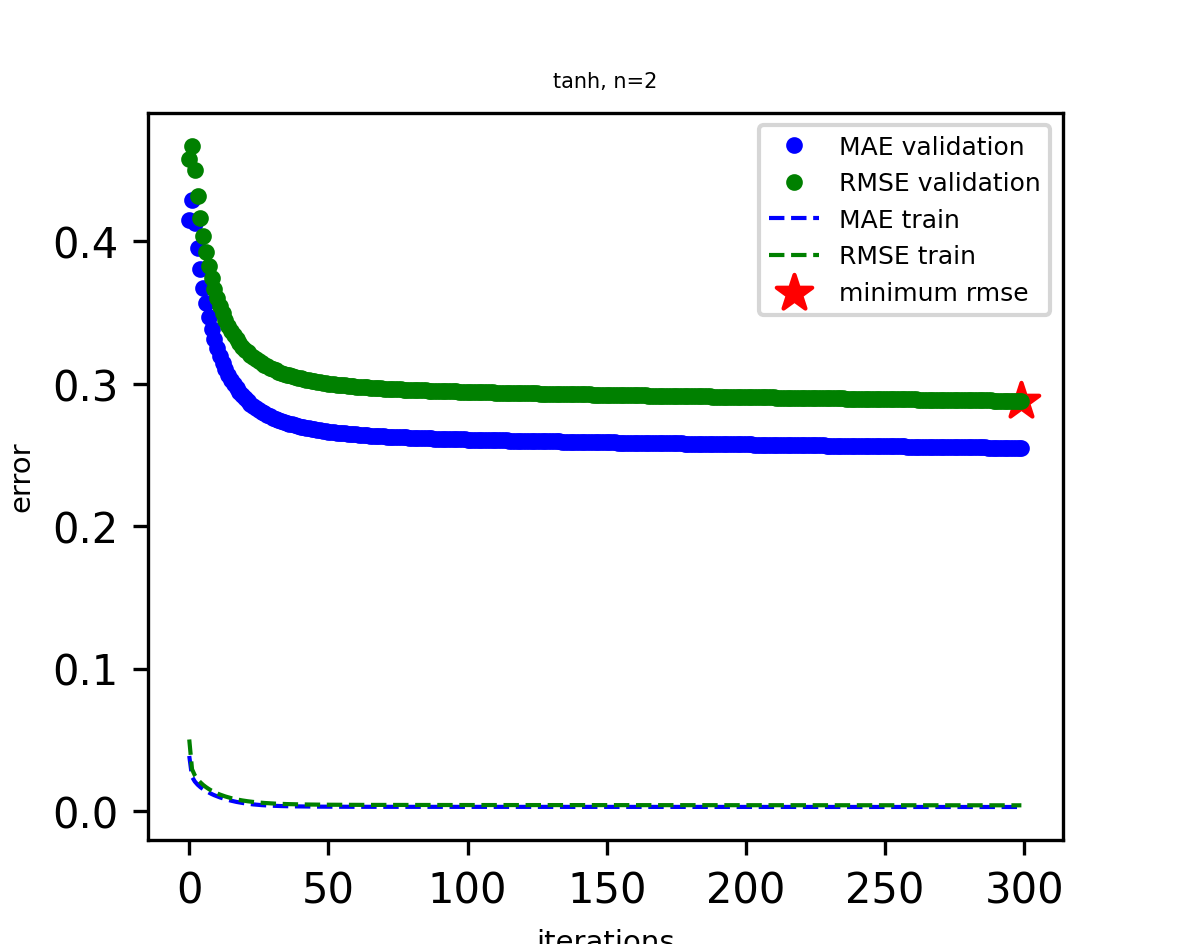 tanh, n=2
MAE validation
RMSE validation
MAE train
RMSE train
minimum rmse
error
0.4
0.3
0.2
0.1
0.0
0 50 100 150 200 250 300
iterations